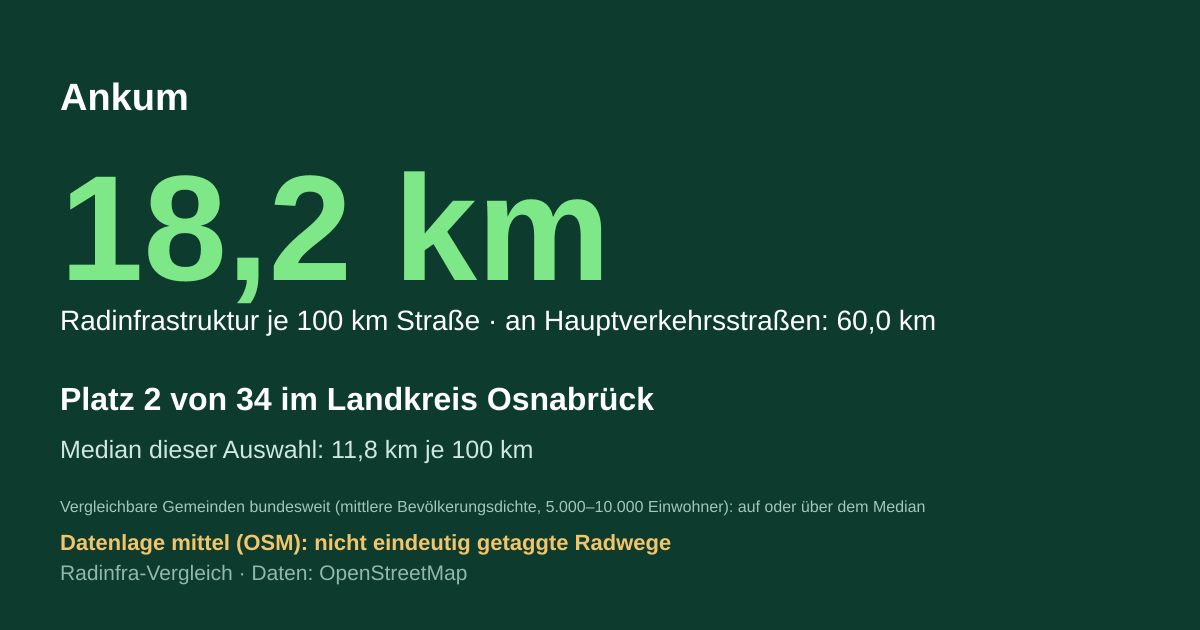 Ankum
18,2 km
Radinfrastruktur je 100 km Straße · an Hauptverkehrsstraßen: 60,0 km
Platz 2 von 34 im Landkreis Osnabrück
Median dieser Auswahl: 11,8 km je 100 km
Vergleichbare Gemeinden bundesweit (mittlere Bevölkerungsdichte, 5.000–10.000 Einwohner): auf oder über dem Median
Datenlage mittel (OSM): nicht eindeutig getaggte Radwege
Radinfra-Vergleich · Daten: OpenStreetMap